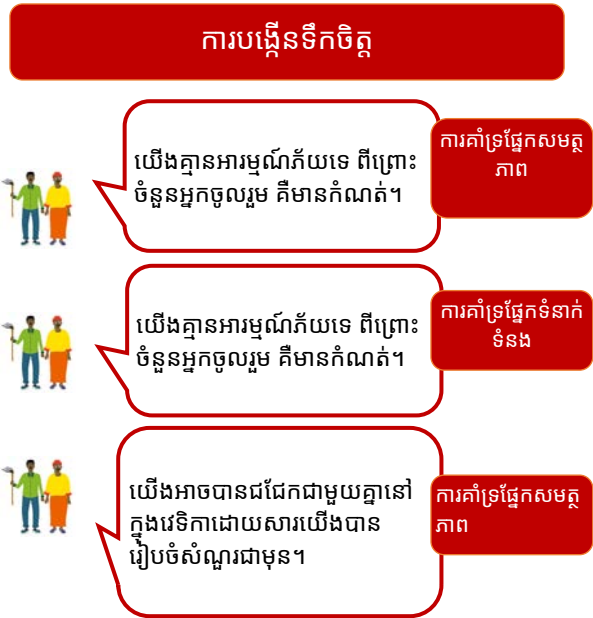 ការបង្កើនទឹកចិត្ត
យើងគ្មានអារម្មណ៍ភ័យទេ ពីព្រោះ
ចំនួនអ្នកចូលរួម គឺមានកំណត់។
ការគាំទ្រផ្នែកសមត្ថ
ភាព
យើងគ្មានអារម្មណ៍ភ័យទេ ពីព្រោះ
ចំនួនអ្នកចូលរួម គឺមានកំណត់។
ការគាំទ្រផ្នែកទំនាក់
ទំនង
យើងអាចបានជជែកជាមួយគ្នានៅ
ក្នុងវេទិកាដោយសារយើងបាន
រៀបចំសំណួរជាមុន។
ការគាំទ្រផ្នែកសមត្ថ
ភាព